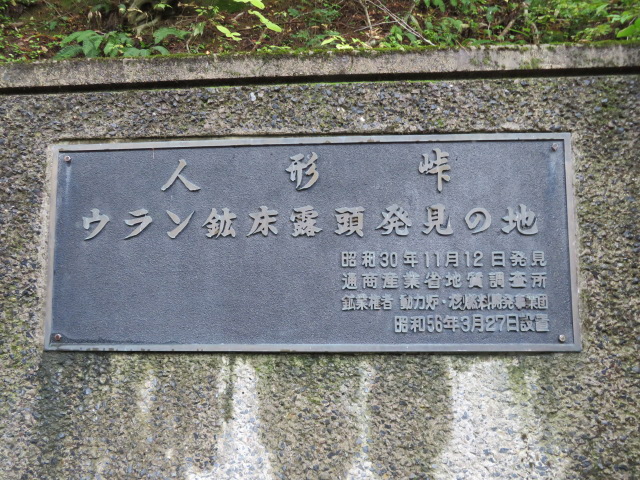 人形峠
ウラン鉱床露頭発見の地
昭和30年11月12日発見
通商産業省地質調査所
鉱業権者 動力炉・核燃料開発事業団
昭和56年3月27日設置